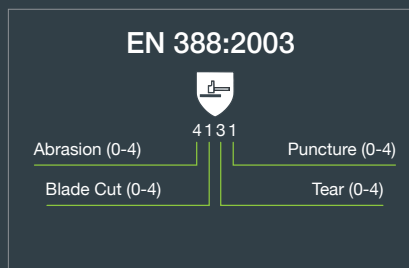 EN 388:2003
4131
Abrasion (0-4)
Puncture (0-4)
Blade Cut (0-4)
Tear (0-4)